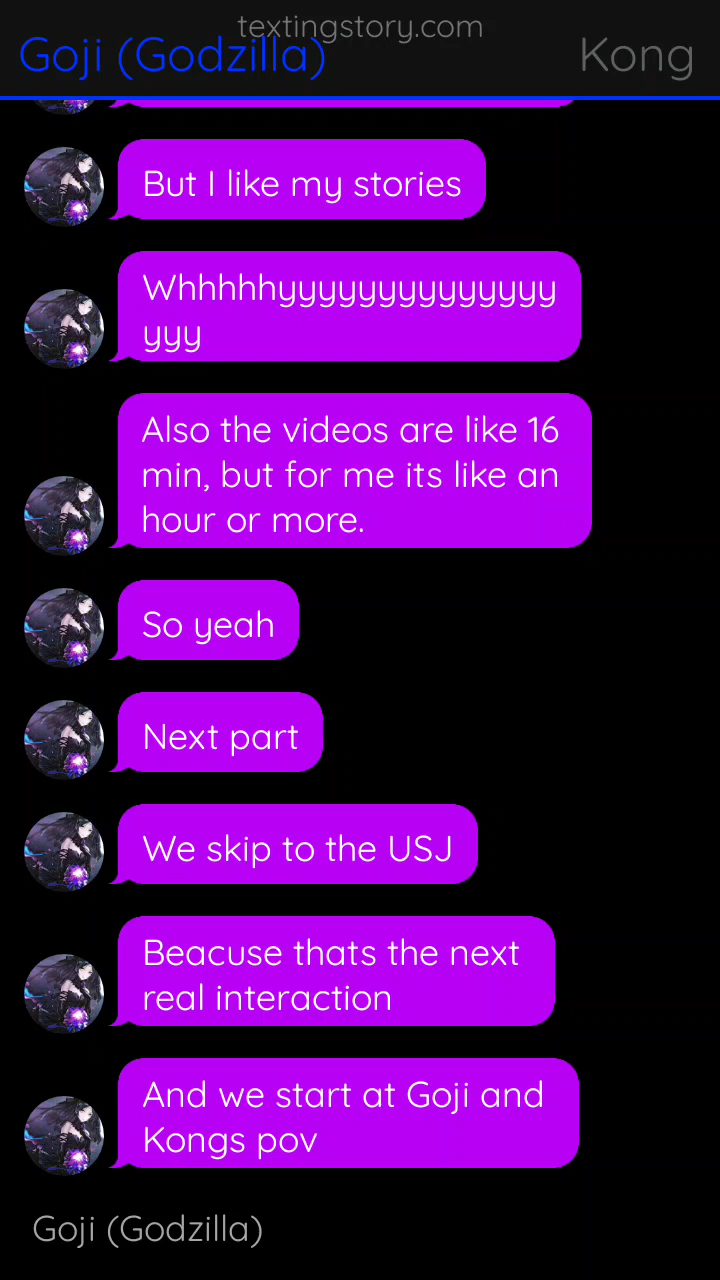 textingstory.com
Goji (Godzilla)
Kong
But I like my stories
Whhhhhyyyyyyyyyyyyyy
yyy
Also the videos are like 16
min, but for me its like an
hour or more.
So yeah
Next part
We skip to the USJ
Beacuse thats the next
real interaction
And we start at Goji and
Kongs pov
Goji (Godzilla)